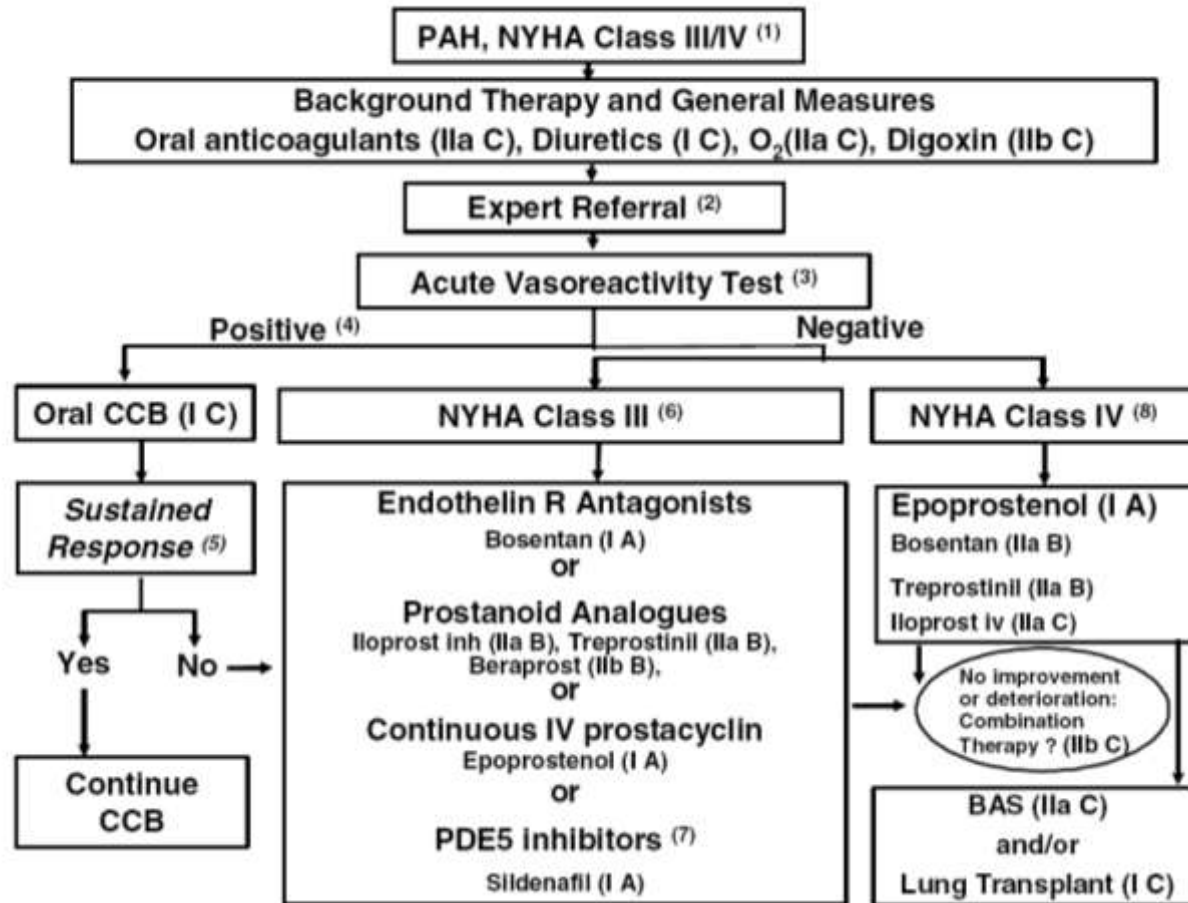 PAH, NYHA Class III/IV (1)
Background Therapy and General Measures
Oral anticoagulants (IIa C), Diuretics (I C), O2(IIa C), Digoxin (IIb C)
Expert Referral (2)
Acute Vasoreactivity Test (3)
Positive (4)
Negative
Oral CCB (I C)
NYHA Class III (6)
NYHA Class IV (8)
Sustained
Response (5)
Yes
No
Continue
CCB
Endothelin R Antagonists
Bosentan (I A)
or
Prostanoid Analogues
Iloprost inh (IIa B), Treprostinil (IIa B),
Beraprost (IIb B),
or
Continuous IV prostacyclin
Epoprostenol (I A)
or
PDE5 inhibitors (7)
Sildenafil (I A)
Epoprostenol (I A)
Bosentan (IIa B)
Treprostinil (IIa B)
Iloprost iv (IIa C)
No improvement
or deterioration:
Combination
Therapy ? (IIb C)
BAS (IIa C)
and/or
Lung Transplant (I C)